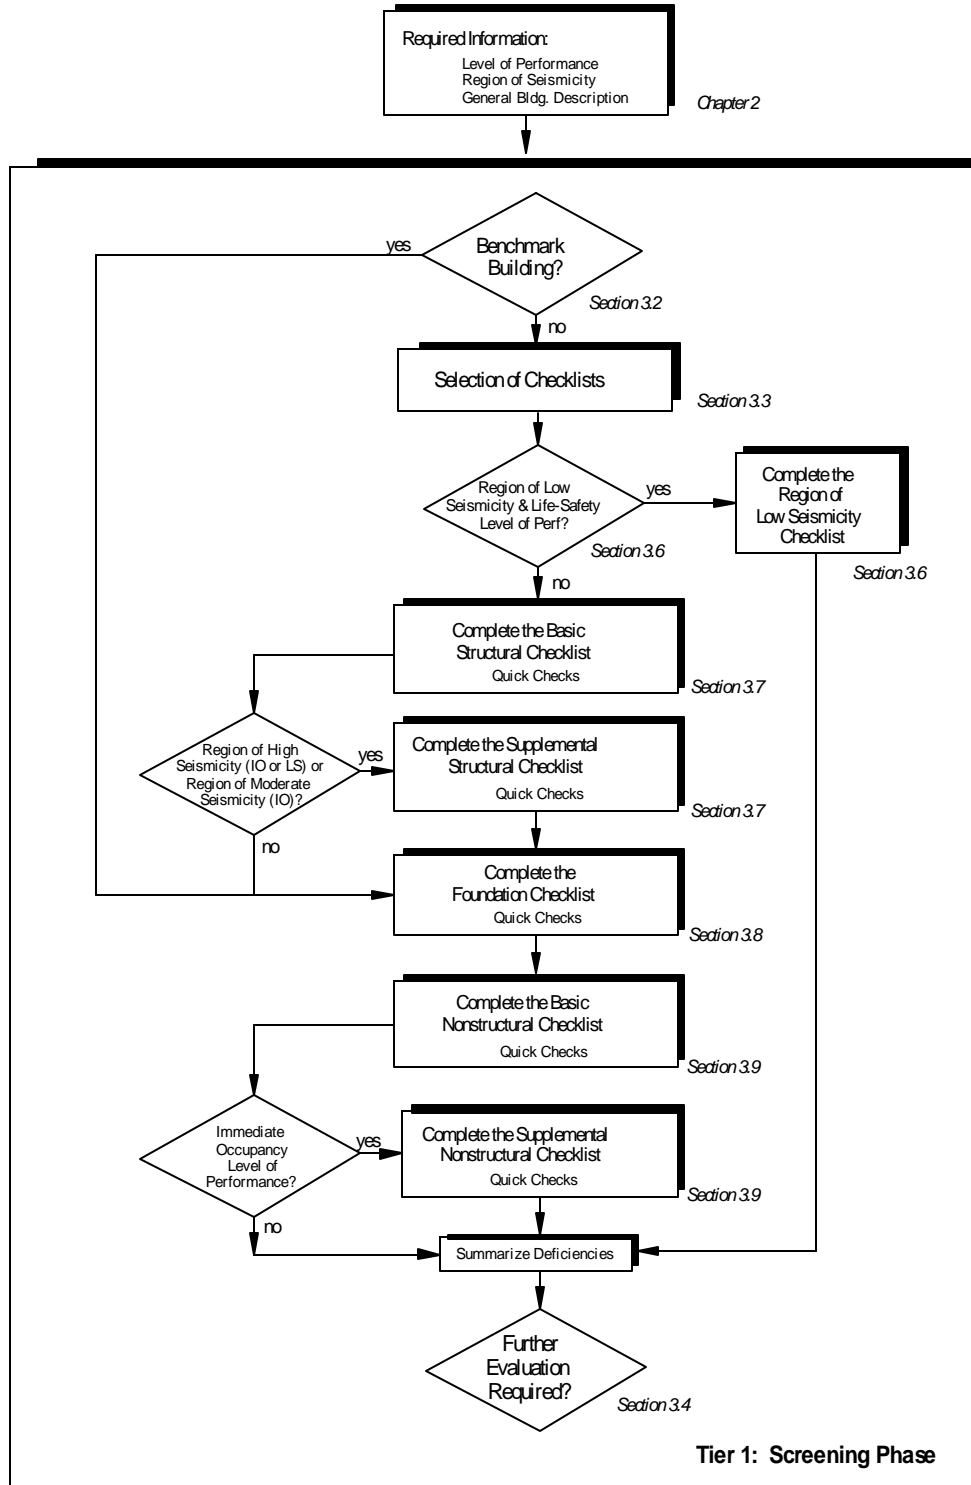 Required Information:
Level of Performance
Region of Seismicity
General Bldg. Description
Chapter 2
Benchmark
Building?
yes
Section 3.2
no
Selection of Checklists
Section 3.3
Region of Low
Seismicity & Life-Safety
Level of Perf?
yes
Section 3.6
no
Complete the
Region of
Low Seismicity
Checklist
Section 3.6
Complete the Basic
Structural Checklist
Quick Checks
Section 3.7
Region of High
Seismicity (IO or LS) or
Region of Moderate
Seismicity (IO)?
yes
no
Complete the Supplemental
Structural Checklist
Quick Checks
Section 3.7
Complete the
Foundation Checklist
Quick Checks
Section 3.8
Complete the Basic
Nonstructural Checklist
Quick Checks
Section 3.9
Immediate
Occupancy
Level of
Performance?
yes
no
Complete the Supplemental
Nonstructural Checklist
Quick Checks
Section 3.9
Summarize Deficiencies
Further
Evaluation
Required?
Section 3.4
Tier 1: Screening Phase